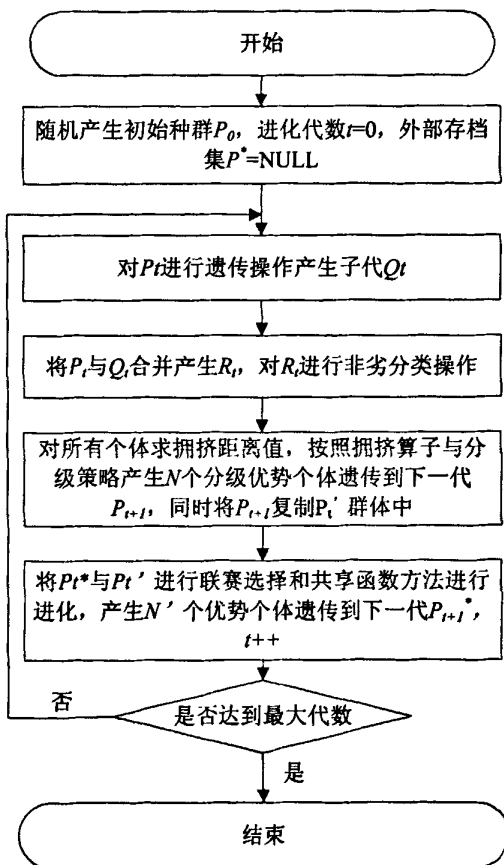 开始
随机产生初始种群P₀，进化代数t=0，外部存档
集P*=NULL
对Pt进行遗传操作产生子代Qt
将Pₜ与Qₜ合并产生Rₜ，对Rₜ进行非劣分类操作
对所有个体求拥挤距离值，按照拥挤算子与分
级策略产生N个分级优势个体遗传到下一代
Pₜ₊₁，同时将Pₜ₊₁复制Pₜ' 群体中
将Pt*与Pt' 进行联赛选择和共享函数方法进行
进化，产生N' 个优势个体遗传到下一代Pₜ₊₁*，
t++
否
是否达到最大代数
是
结束